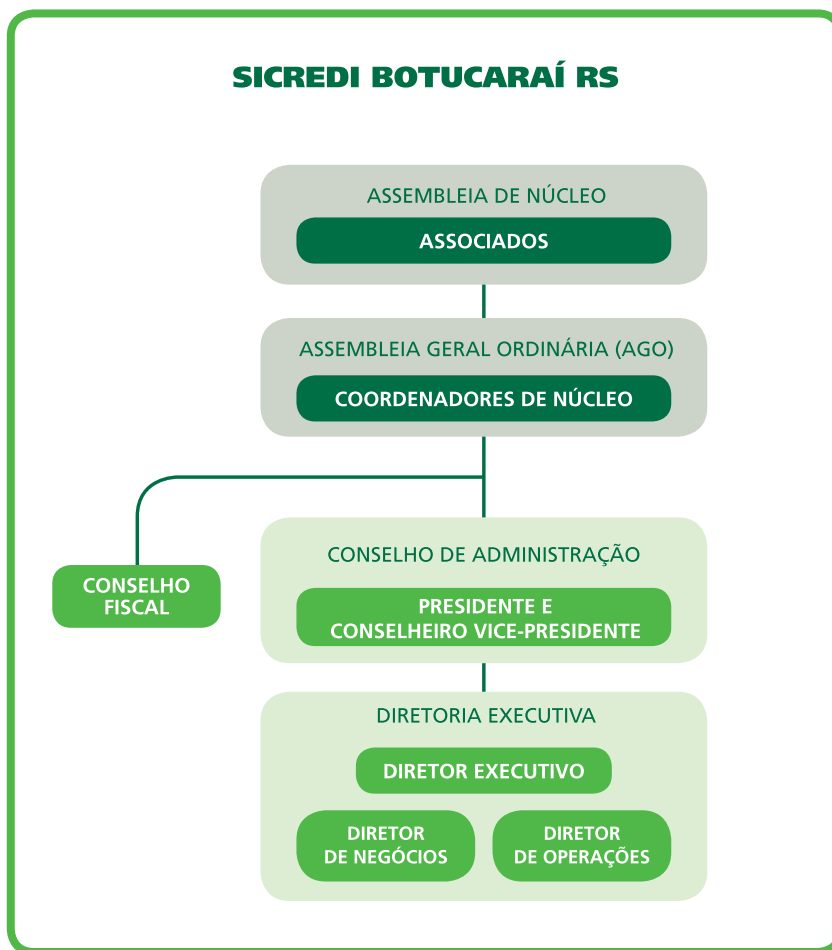 SICREDI BOTUCARAÍ RS
ASSEMBLEIA DE NÚCLEO
ASSOCIADOS
ASSEMBLEIA GERAL ORDINÁRIA (AGO)
COORDENADORES DE NÚCLEO
CONSELHO
FISCAL
CONSELHO DE ADMINISTRAÇÃO
PRESIDENTE E
CONSELHEIRO VICE-PRESIDENTE
DIRETORIA EXECUTIVA
DIRETOR EXECUTIVO
DIRETOR
DE NEGÓCIOS
DIRETOR
DE OPERAÇÕES